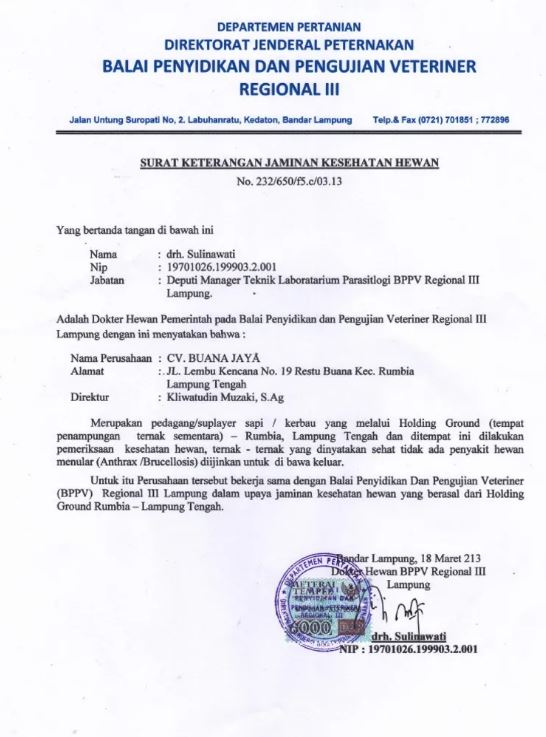 DEPARTEMEN PERTANIAN
DIREKTORAT JENDERAL PETERNAKAN
BALAI PENYIDIKAN DAN PENGUJIAN VETERINER
REGIONAL III
Jalan Untung Suropati No, 2. Labuhanratu, Kedaton, Bandar Lampung Telp.& Fax (0721) 701851 ; 772896
SURAT KETERANGAN JAMINAN KESEHATAN HEWAN
No. 232/650/f5.c/03.13
Yang bertanda tangan di bawah ini
Nama : drh. Sulinawati
Nip : 19701026.199903.2.001
Jabatan : Deputi Manager Teknik Laboratarium Parasitlogi BPPV Regional III
Lampung.
Adalah Dokter Hewan Pemerintah pada Balai Penyidikan dan Pengujian Veteriner Regional III
Lampung dengan ini menyatakan bahwa :
Nama Perusahaan : CV. BUANA JAYA
Alamat : JL. Lembu Kencana No. 19 Restu Buana Kec. Rumbia
Lampung Tengah
Direktur : Kliwatudin Muzaki, S.Ag
Merupakan pedagang/suplayer sapi / kerbau yang melalui Holding Ground (tempat
penampungan ternak sementara) – Rumbia, Lampung Tengah dan ditempat ini dilakukan
pemeriksaan kesehatan hewan, ternak - ternak yang dinyatakan sehat tidak ada penyakit hewan
menular (Anthrax /Brucellosis) diijinkan untuk di bawa keluar.
Untuk itu Perusahaan tersebut bekerja sama dengan Balai Penyidikan Dan Pengujian Veteriner
(BPPV) Regional III Lampung dalam upaya jaminan kesehatan hewan yang berasal dari Holding
Ground Rumbia – Lampung Tengah.
Bandar Lampung, 18 Maret 213
Dokter Hewan BPPV Regional III
Lampung
DEPARTEMEN PERTANIAN
METERAI
TEMPEL
PENYIDIKAN DAN
PENGUJIAN VETERINER
REGIONAL III
6000
drh. Sulinawati
NIP : 19701026.199903.2.001